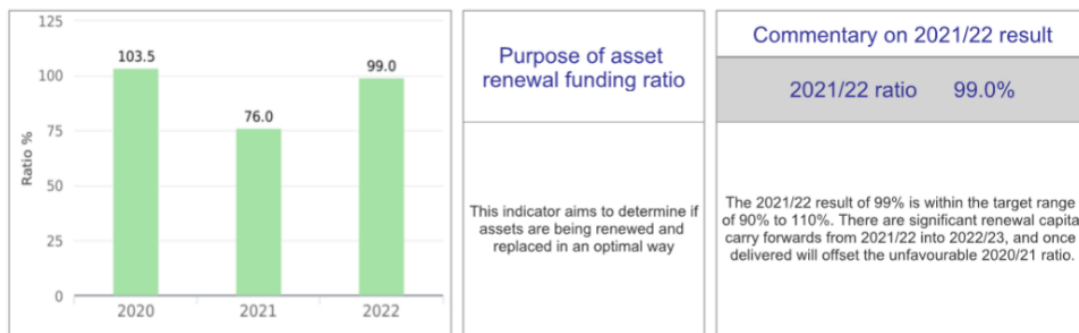 125
100
75
50
25
0
Ratio %
103.5
76.0
99.0
2020
2021
2022
Purpose of asset
renewal funding ratio
This indicator aims to determine if
assets are being renewed and
replaced in an optimal way
Commentary on 2021/22 result
2021/22 ratio 99.0%
The 2021/22 result of 99% is within the target range
of 90% to 110%. There are significant renewal capita
carry forwards from 2021/22 into 2022/23, and once
delivered will offset the unfavourable 2020/21 ratio.